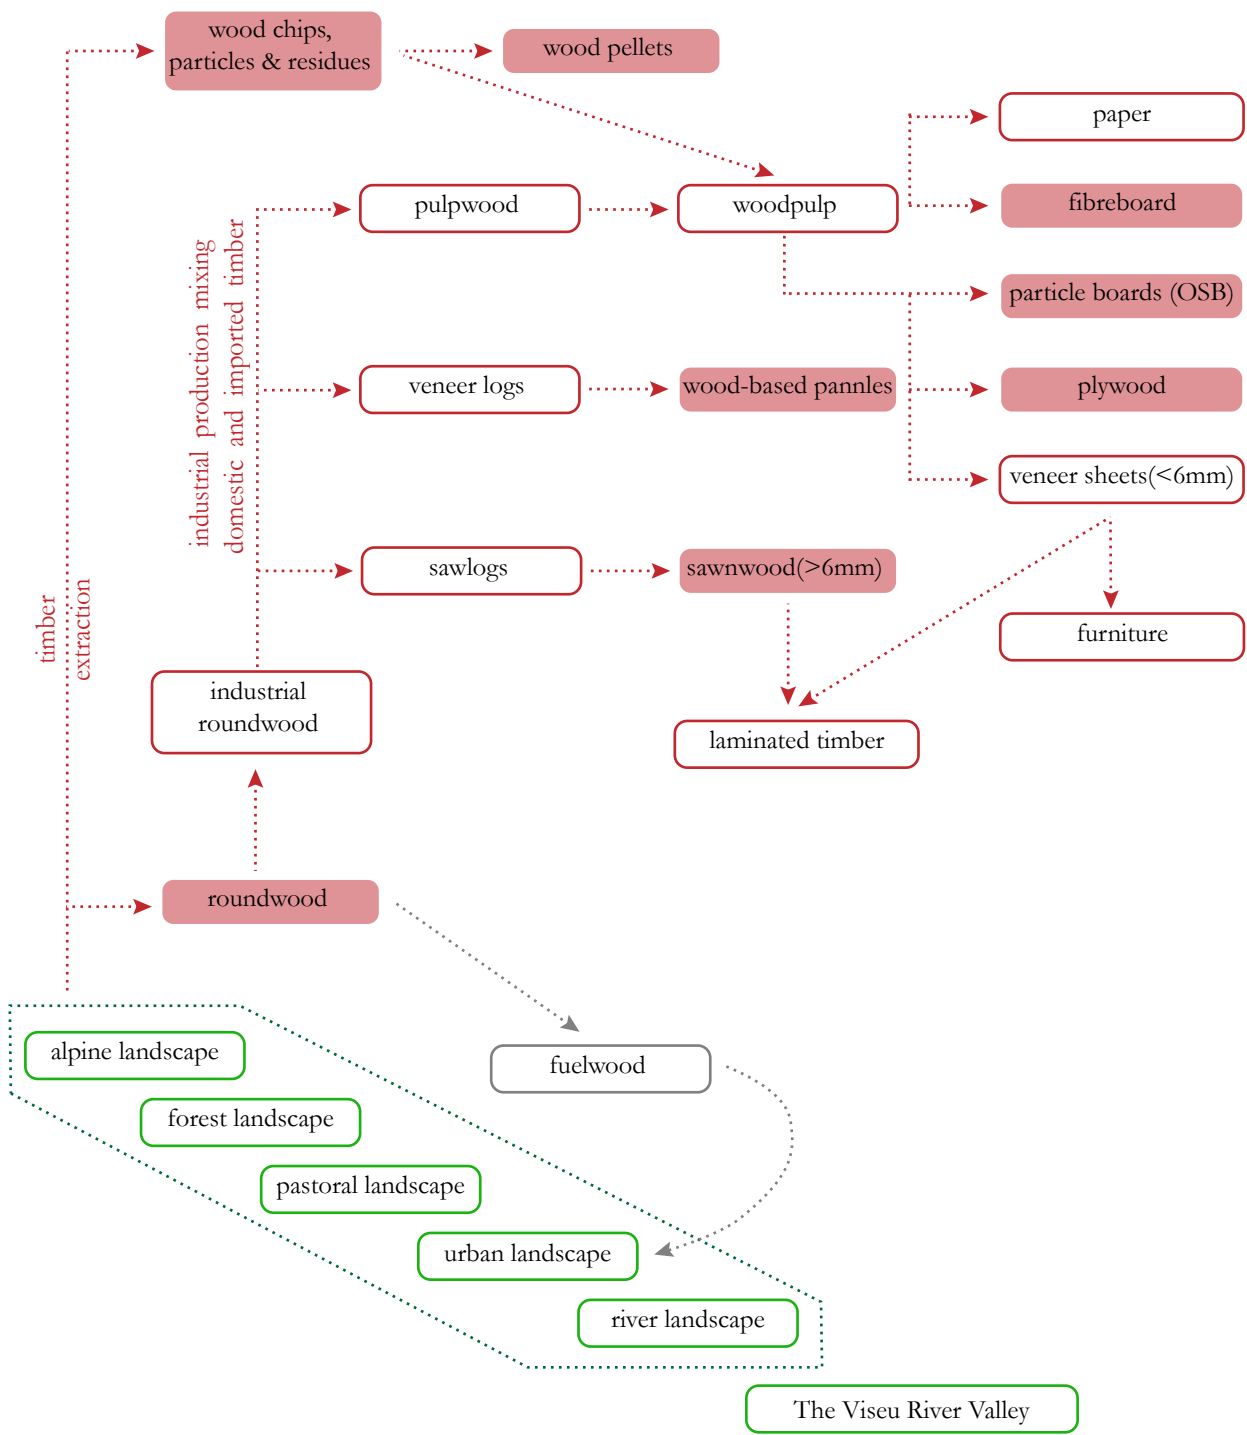 wood chips,
particles & residues
wood pellets
paper
pulpwood
woodpulp
fibreboard
industrial production mixing
domestic and imported timber
particle boards (OSB)
veneer logs
wood-based pannles
plywood
veneer sheets(<6mm)
sawlogs
sawnwood(>6mm)
timber
extraction
furniture
industrial
roundwood
laminated timber
roundwood
alpine landscape
fuelwood
forest landscape
pastoral landscape
urban landscape
river landscape
The Viseu River Valley